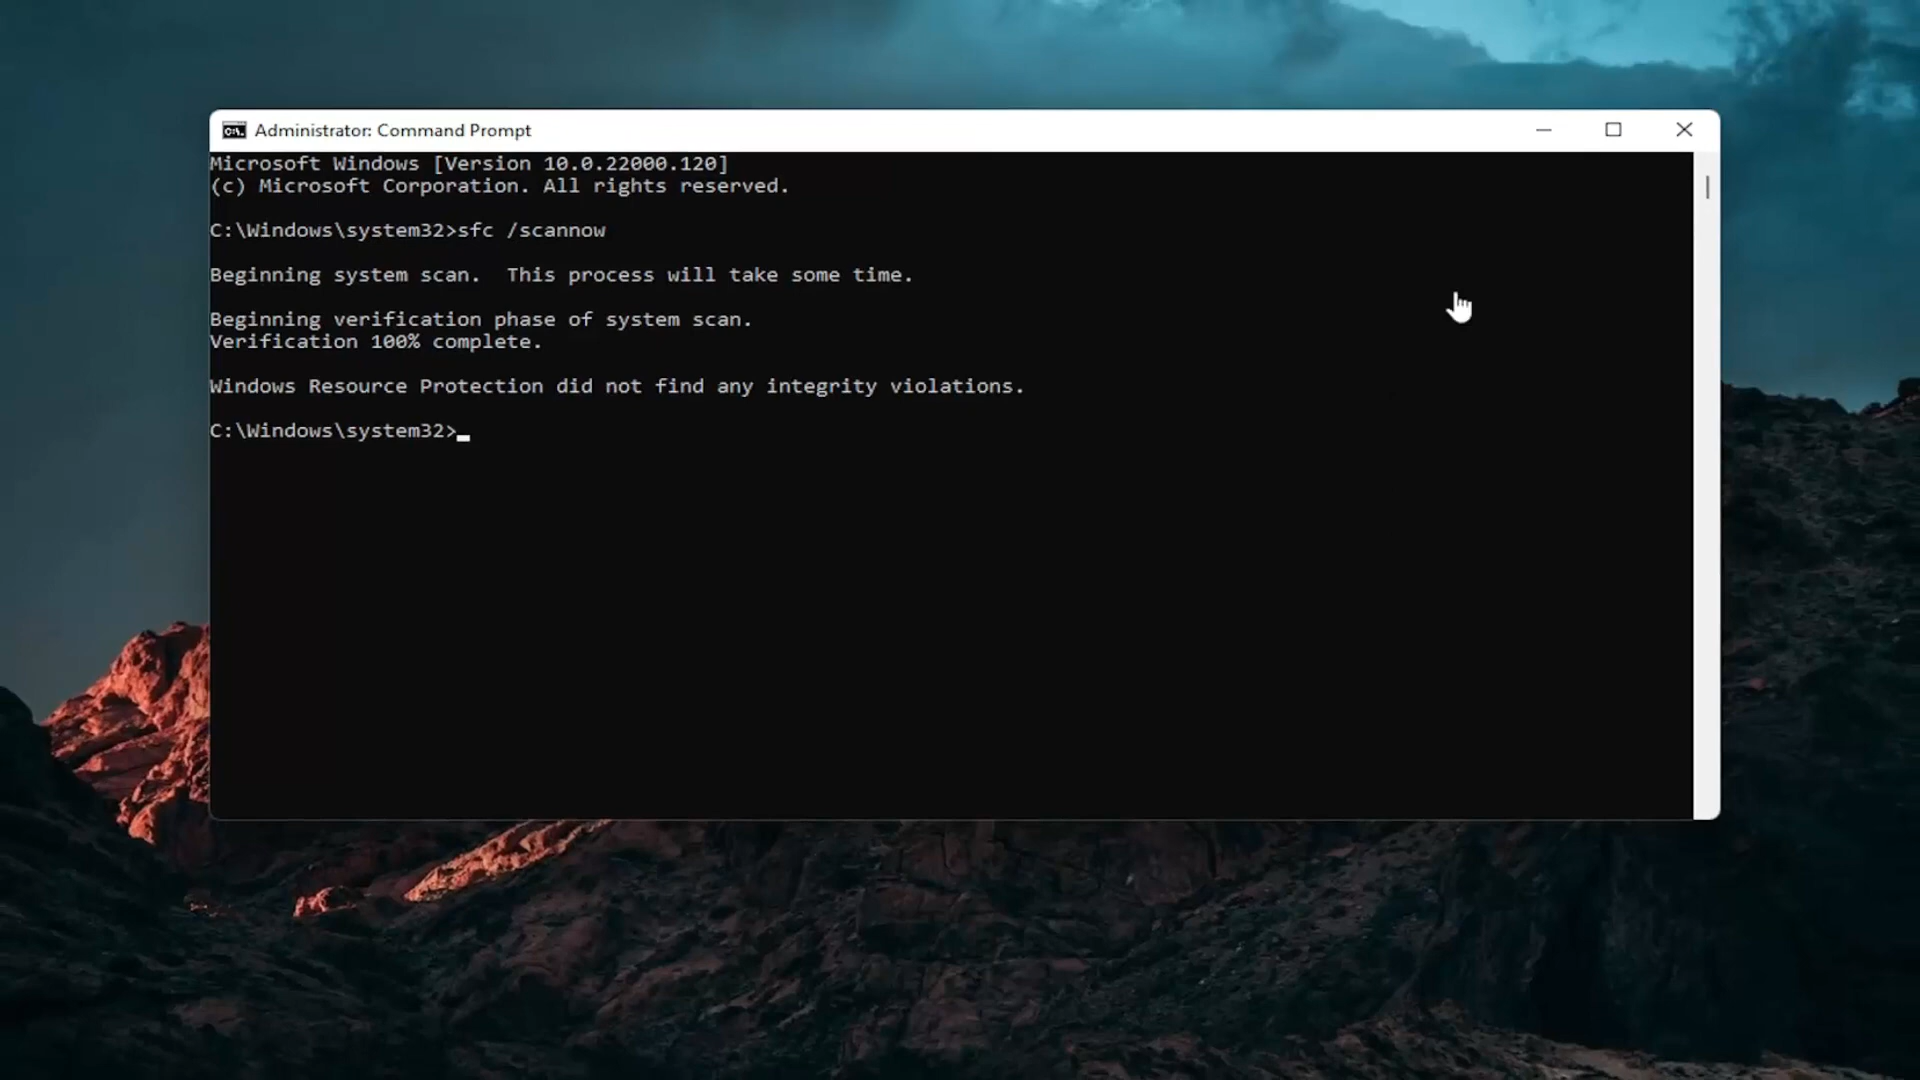 Administrator: Command Prompt
Microsoft Windows [Version 10.0.22000.120]
(c) Microsoft Corporation. All rights reserved.
C:\Windows\system32>sfc /scannow
Beginning system scan.  This process will take some time.
Beginning verification phase of system scan.
Verification 100% complete.
Windows Resource Protection did not find any integrity violations.
C:\Windows\system32>